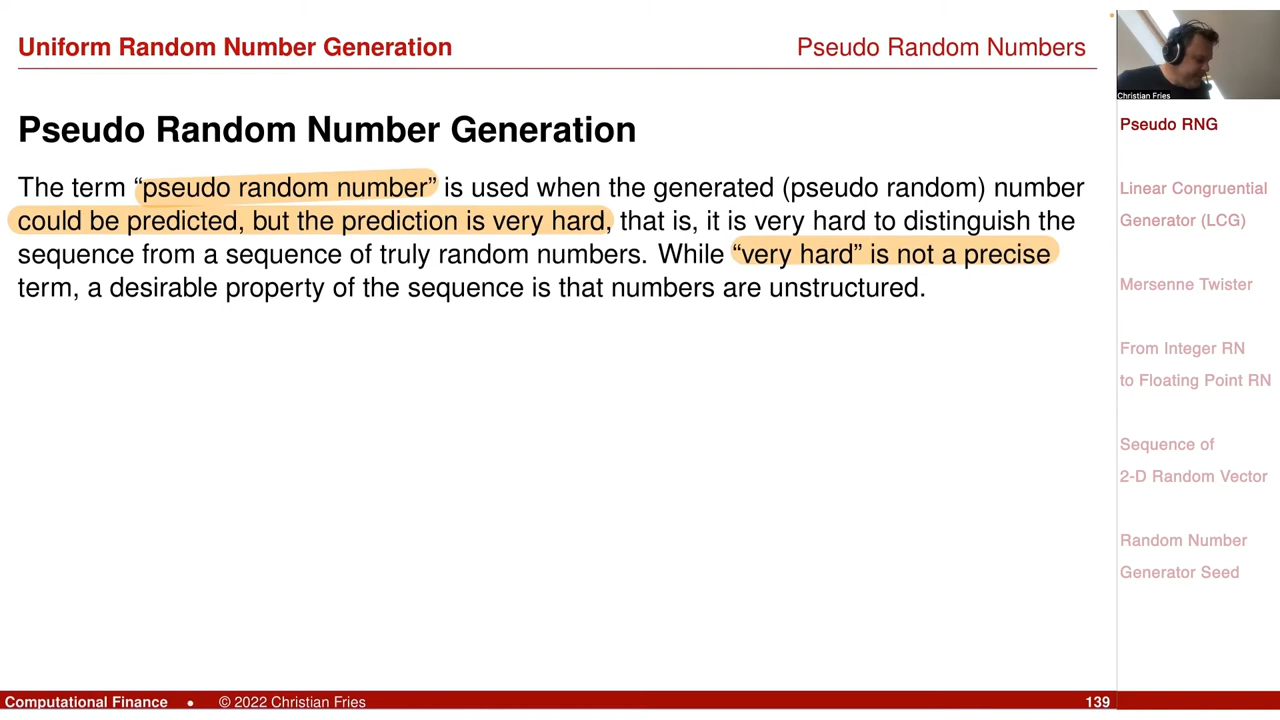 Uniform Random Number Generation
Pseudo Random Numbers
Christian Fries
Pseudo Random Number Generation
The term “pseudo random number” is used when the generated (pseudo random) number
could be predicted, but the prediction is very hard, that is, it is very hard to distinguish the
sequence from a sequence of truly random numbers. While “very hard” is not a precise
term, a desirable property of the sequence is that numbers are unstructured.
Pseudo RNG
Linear Congruential
Generator (LCG)
Mersenne Twister
From Integer RN
to Floating Point RN
Sequence of
2-D Random Vector
Random Number
Generator Seed
Computational Finance • © 2022 Christian Fries 139